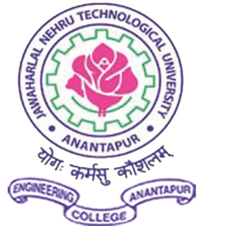 JAWAHARLAL NEHRU TECHNOLOGICAL UNIVERSITY
• ANANTAPUR •
योगः कर्मसु कौशलम्
ENGINEERING
COLLEGE
ANANTAPUR